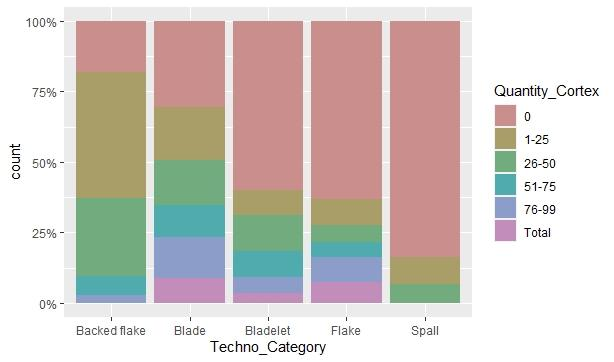 100%
75%
50%
25%
0%
count
Backed flake
Blade
Bladelet
Flake
Spall
Techno_Category
Quantity_Cortex
0
1-25
26-50
51-75
76-99
Total